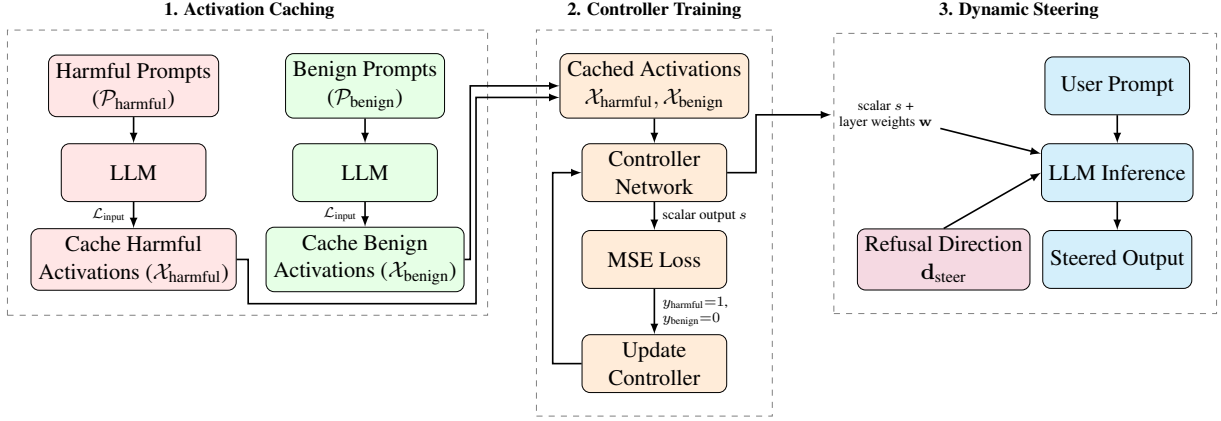 1. Activation Caching
Harmful Prompts
(𝒫harmful)
Benign Prompts
(𝒫benign)
LLM
LLM
ℒinput
ℒinput
Cache Harmful
Activations (𝒳harmful)
Cache Benign
Activations (𝒳benign)
2. Controller Training
Cached Activations
𝒳harmful, 𝒳benign
Controller
Network
scalar output s
MSE Loss
yharmful=1,
ybenign=0
Update
Controller
3. Dynamic Steering
scalar s +
layer weights w
User Prompt
LLM Inference
Refusal Direction
dsteer
Steered Output